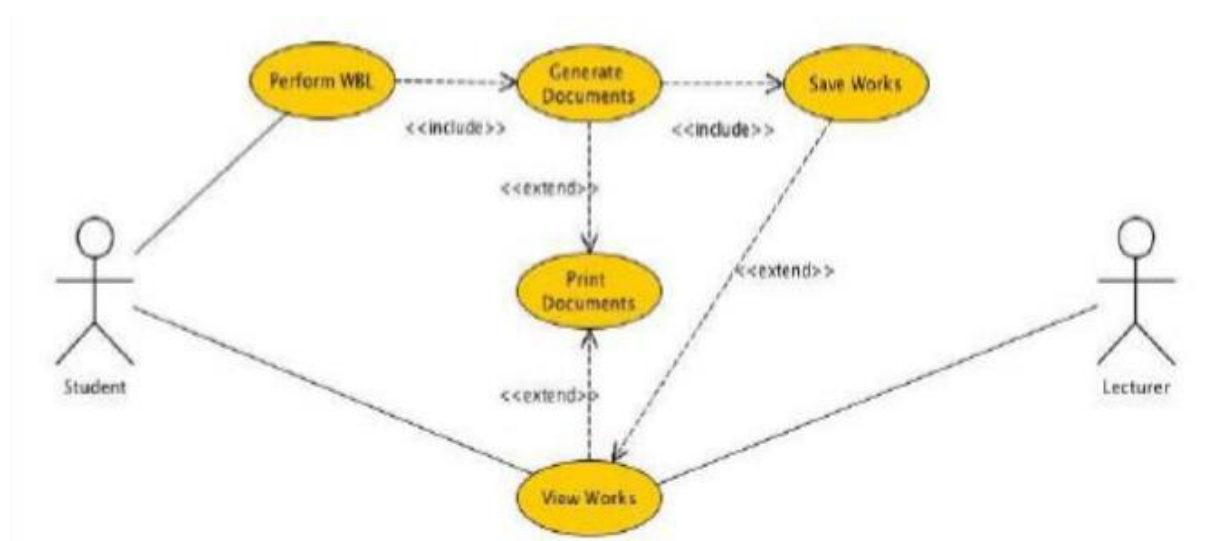 Perform WBL
Generate
Documents
Save Works
<<include>>
<<include>>
<<extend>>
<<extend>>
Print
Documents
<<extend>>
Student
Lecturer
View Works